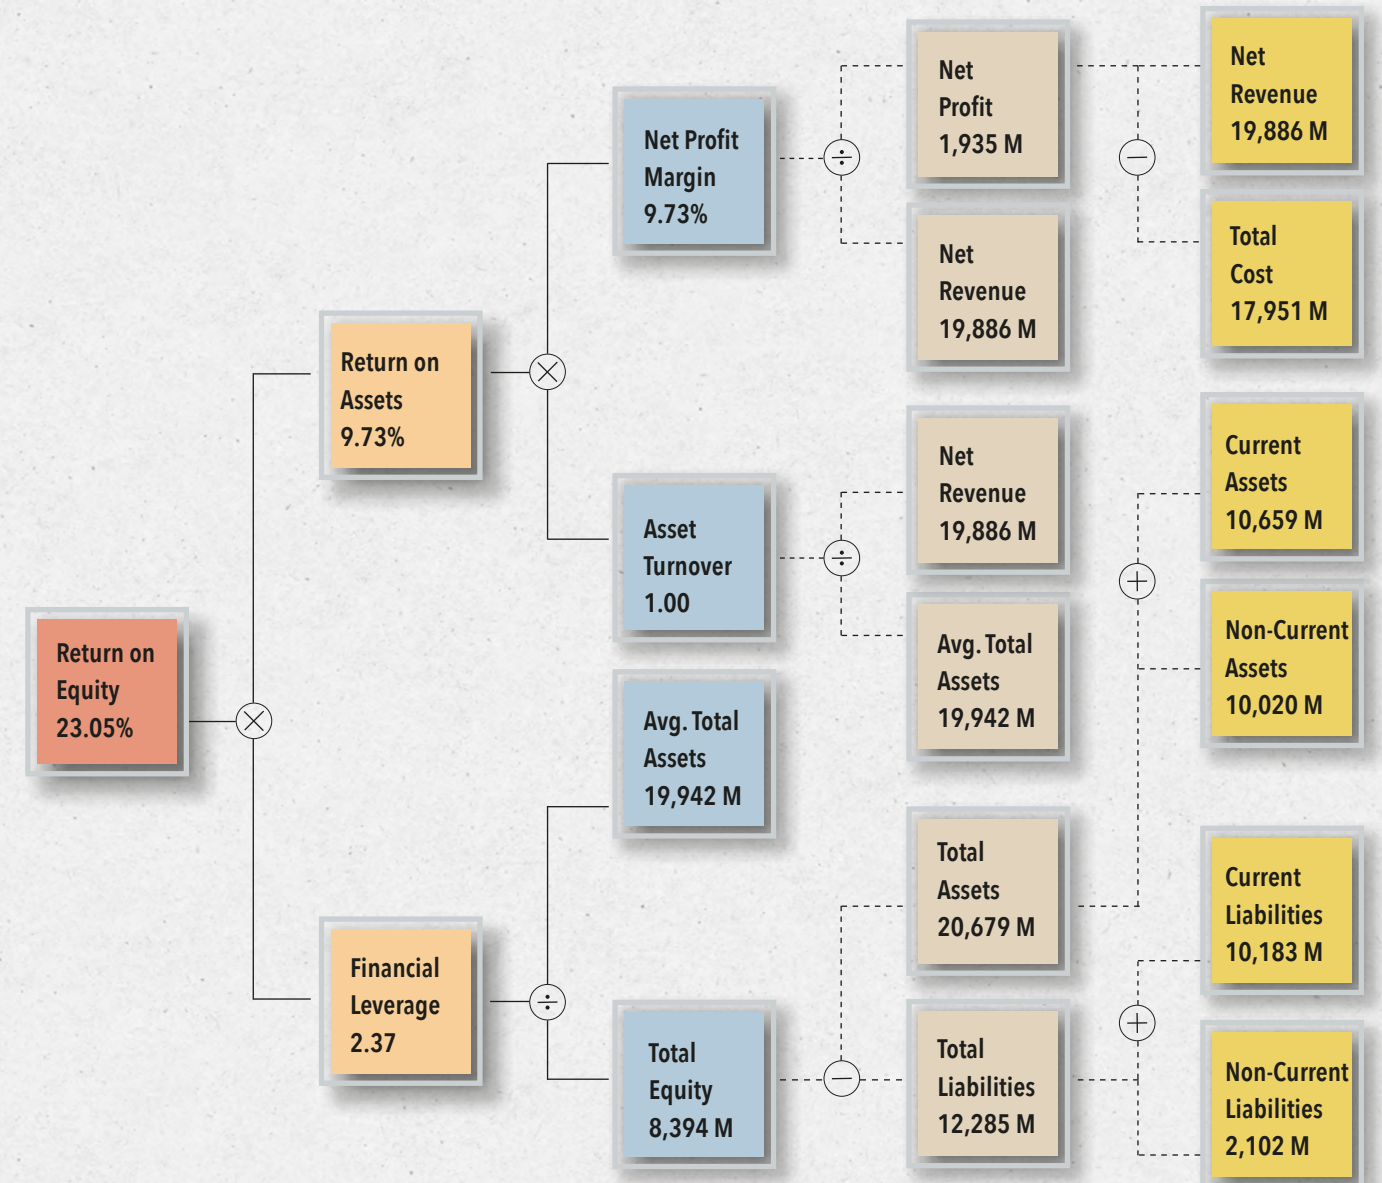 Return on
Equity
23.05%
Return on
Assets
9.73%
Financial
Leverage
2.37
Net Profit
Margin
9.73%
Asset
Turnover
1.00
Avg. Total
Assets
19,942 M
Total
Equity
8,394 M
Net
Profit
1,935 M
Net
Revenue
19,886 M
Net
Revenue
19,886 M
Avg. Total
Assets
19,942 M
Total
Assets
20,679 M
Total
Liabilities
12,285 M
Net
Revenue
19,886 M
Total
Cost
17,951 M
Current
Assets
10,659 M
Non-Current
Assets
10,020 M
Current
Liabilities
10,183 M
Non-Current
Liabilities
2,102 M